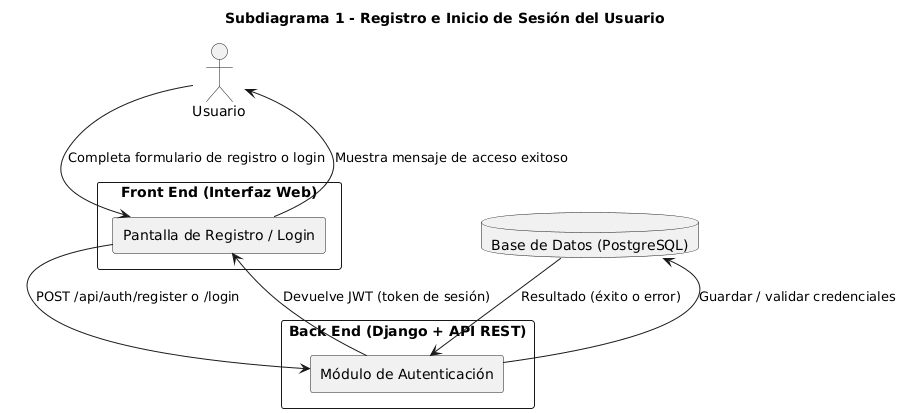 Subdiagrama 1 - Registro e Inicio de Sesión del Usuario
Usuario
Completa formulario de registro o login
Muestra mensaje de acceso exitoso
Front End (Interfaz Web)
Pantalla de Registro / Login
Base de Datos (PostgreSQL)
POST /api/auth/register o /login
Devuelve JWT (token de sesión)
Resultado (éxito o error)
Guardar / validar credenciales
Back End (Django + API REST)
Módulo de Autenticación